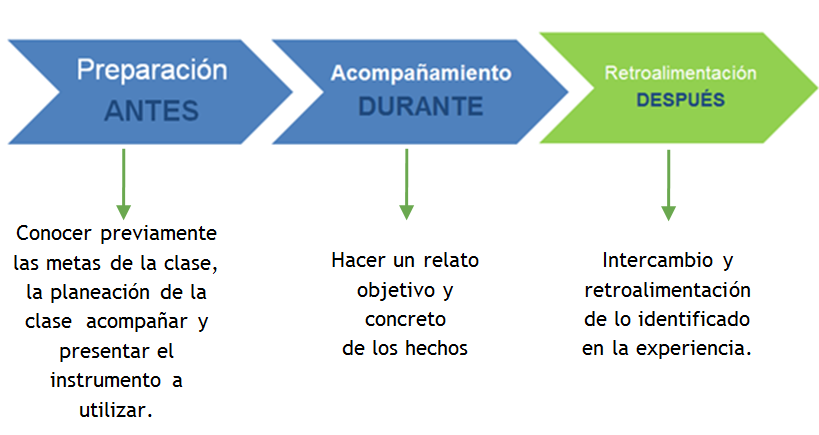 Preparación
ANTES
Acompañamiento
DURANTE
Retroalimentación
DESPUÉS
Conocer previamente
las metas de la clase,
la planeación de la
clase acompañar y
presentar el
instrumento a
utilizar.
Hacer un relato
objetivo y
concreto
de los hechos
Intercambio y
retroalimentación
de lo identificado
en la experiencia.